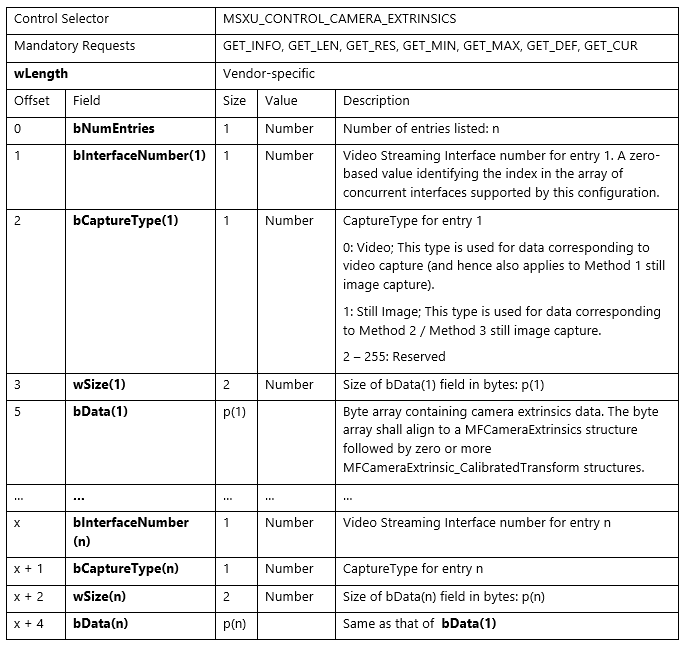 Control Selector MSXU_CONTROL_CAMERA_EXTRINSICS
Mandatory Requests GET_INFO, GET_LEN, GET_RES, GET_MIN, GET_MAX, GET_DEF, GET_CUR
wLength Vendor-specific
Offset Field Size Value Description
0 bNumEntries 1 Number Number of entries listed: n
1 bInterfaceNumber(1) 1 Number Video Streaming Interface number for entry 1. A zero-
based value identifying the index in the array of
concurrent interfaces supported by this configuration.
2 bCaptureType(1) 1 Number CaptureType for entry 1
0: Video; This type is used for data corresponding to
video capture (and hence also applies to Method 1 still
image capture).
1: Still Image; This type is used for data corresponding
to Method 2 / Method 3 still image capture.
2 – 255: Reserved
3 wSize(1) 2 Number Size of bData(1) field in bytes: p(1)
5 bData(1) p(1) Byte array containing camera extrinsics data. The byte
array shall align to a MFCameraExtrinsics structure
followed by zero or more
MFCameraExtrinsic_CalibratedTransform structures.
... ... ... ... ...
x bInterfaceNumber 1 Number Video Streaming Interface number for entry n
(n)
x + 1 bCaptureType(n) 1 Number CaptureType for entry n
x + 2 wSize(n) 2 Number Size of bData(n) field in bytes: p(n)
x + 4 bData(n) p(n) Same as that of bData(1)